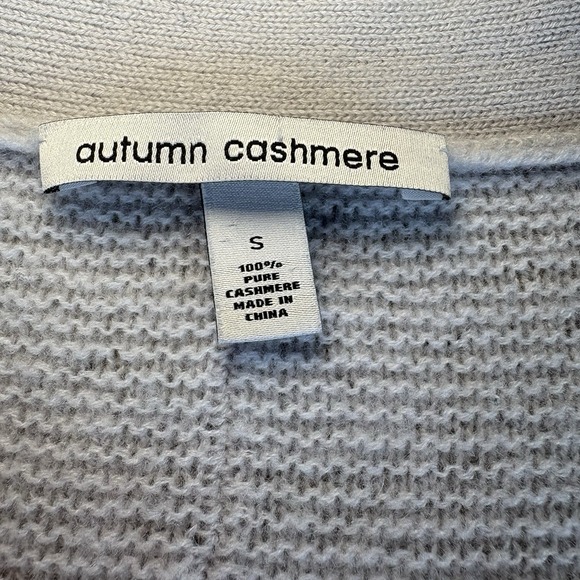 autumn cashmere
S
100%
PURE
CASHMERE
MADE IN
CHINA